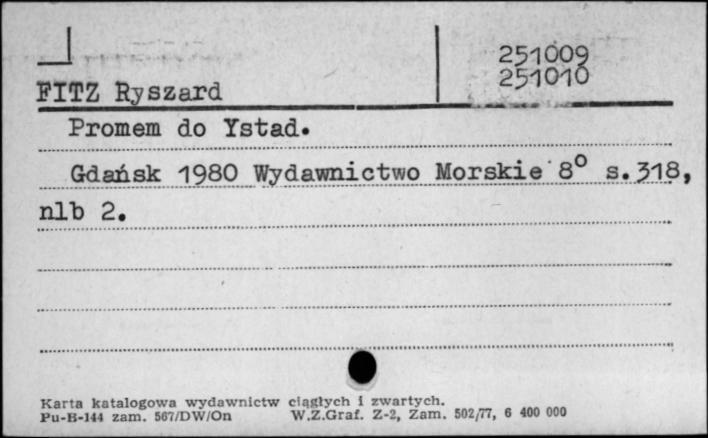 251009
251010
FITZ Ryszard
Promem do Ystad.
Gdańsk 1980 Wydawnictwo Morskie 8° s.318,
nlb 2.
Karta katalogowa wydawnictw ciągłych i zwartych.
Pu-B-144 zam. 567/DW/On W.Z.Graf. Z-2, Zam. 502/77, 6 400 000